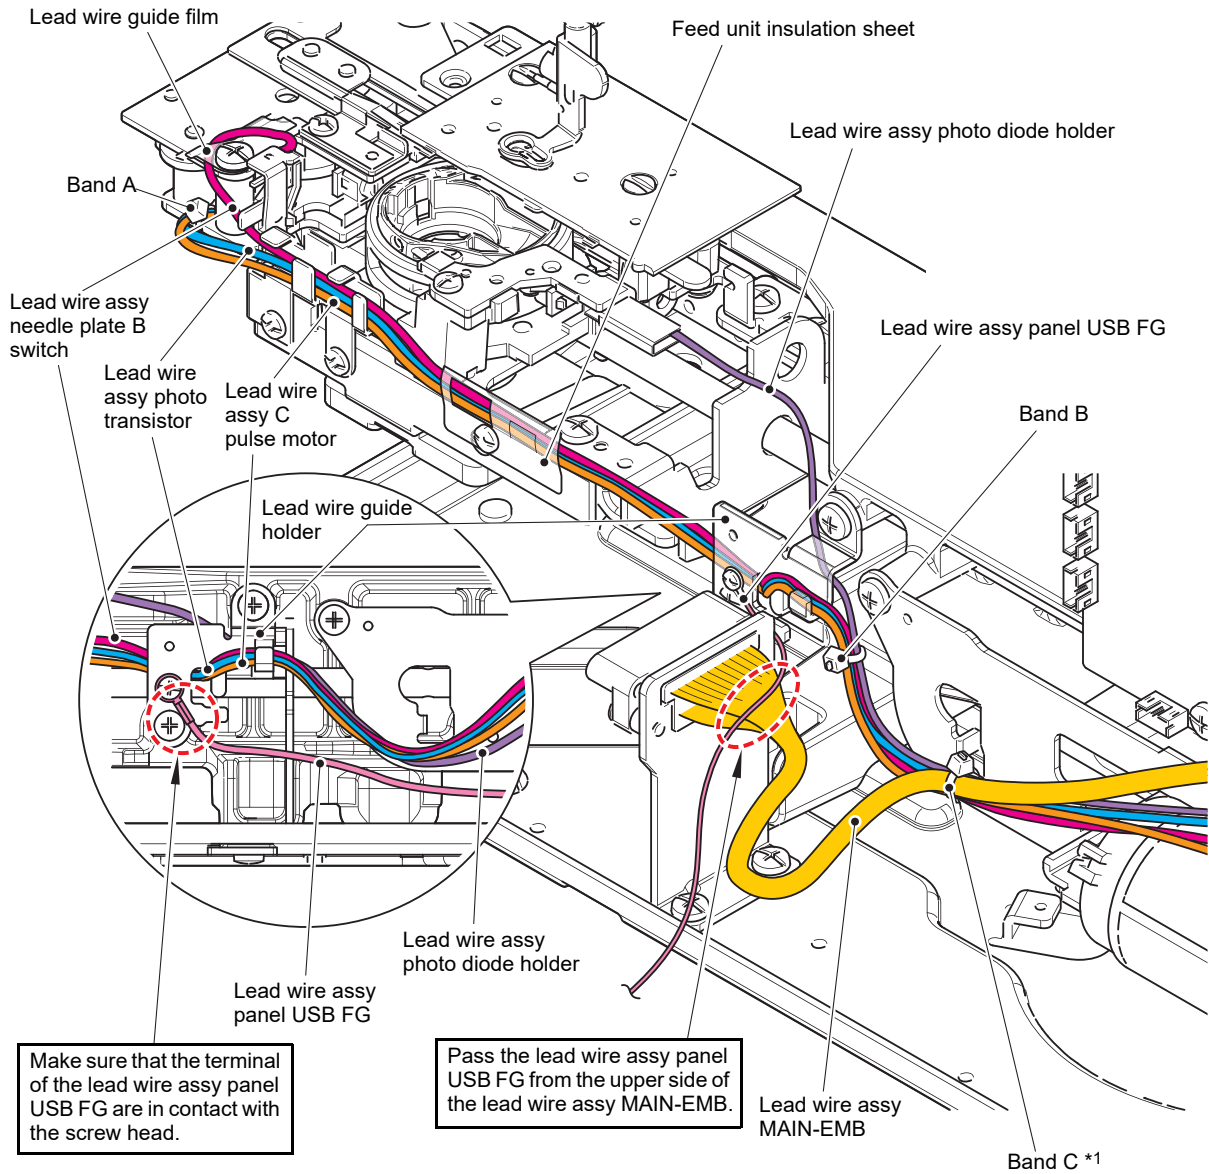 Lead wire guide film
Feed unit insulation sheet
Lead wire assy photo diode holder
Band A
Lead wire assy
needle plate B
switch
Lead wire assy panel USB FG
Lead wire
assy photo
transistor
Lead wire
assy C
pulse motor
Band B
Lead wire guide
holder
Lead wire assy
photo diode holder
Lead wire assy
panel USB FG
Make sure that the terminal
of the lead wire assy panel
USB FG are in contact with
the screw head.
Pass the lead wire assy panel
USB FG from the upper side of
the lead wire assy MAIN-EMB.
Lead wire assy
MAIN-EMB
Band C *1